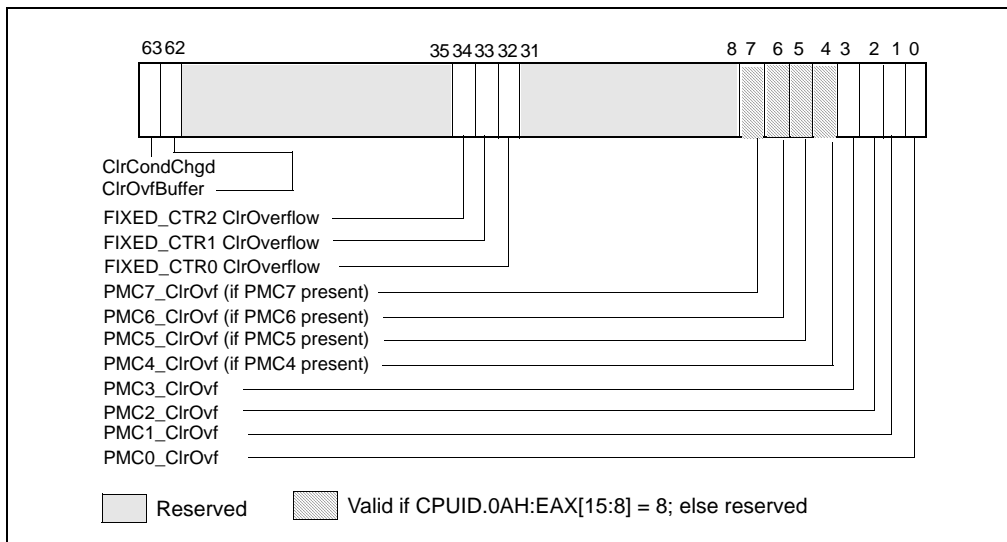 63 62 35 34 33 32 31 8 7 6 5 4 3 2 1 0
ClrCondChgd
ClrOvfBuffer
FIXED_CTR2 ClrOverflow
FIXED_CTR1 ClrOverflow
FIXED_CTR0 ClrOverflow
PMC7_ClrOvf (if PMC7 present)
PMC6_ClrOvf (if PMC6 present)
PMC5_ClrOvf (if PMC5 present)
PMC4_ClrOvf (if PMC4 present)
PMC3_ClrOvf
PMC2_ClrOvf
PMC1_ClrOvf
PMC0_ClrOvf
Reserved Valid if CPUID.0AH:EAX[15:8] = 8; else reserved